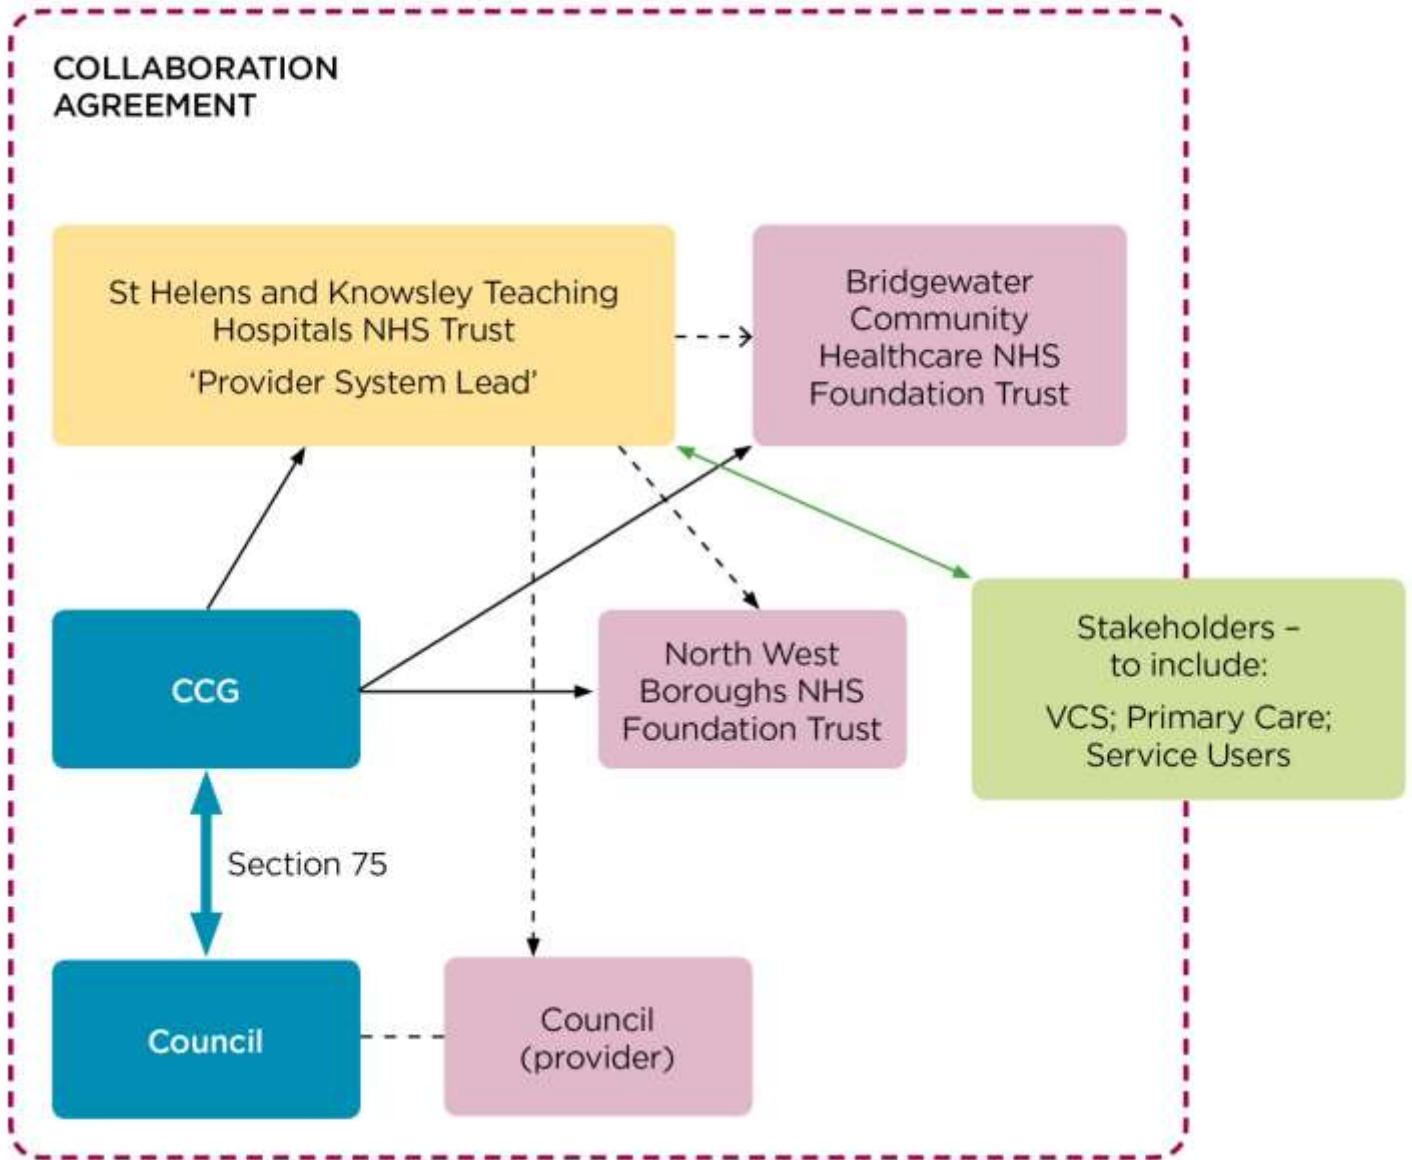 COLLABORATION
AGREEMENT
St Helens and Knowsley Teaching
Hospitals NHS Trust
‘Provider System Lead’
Bridgewater
Community
Healthcare NHS
Foundation Trust
CCG
North West
Boroughs NHS
Foundation Trust
Stakeholders –
to include:
VCS; Primary Care;
Service Users
Section 75
Council
Council
(provider)